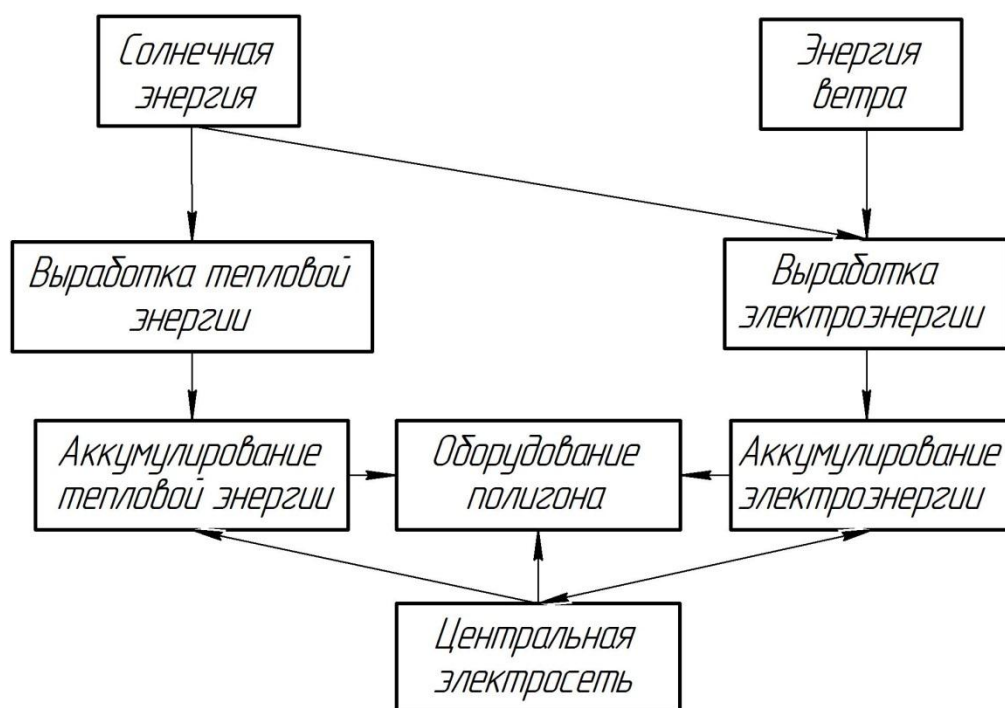 Солнечная
энергия
Энергия
ветра
Выработка тепловой
энергии
Выработка
электроэнергии
Аккумулирование
тепловой энергии
Оборудование
полигона
Аккумулирование
электроэнергии
Центральная
электросеть